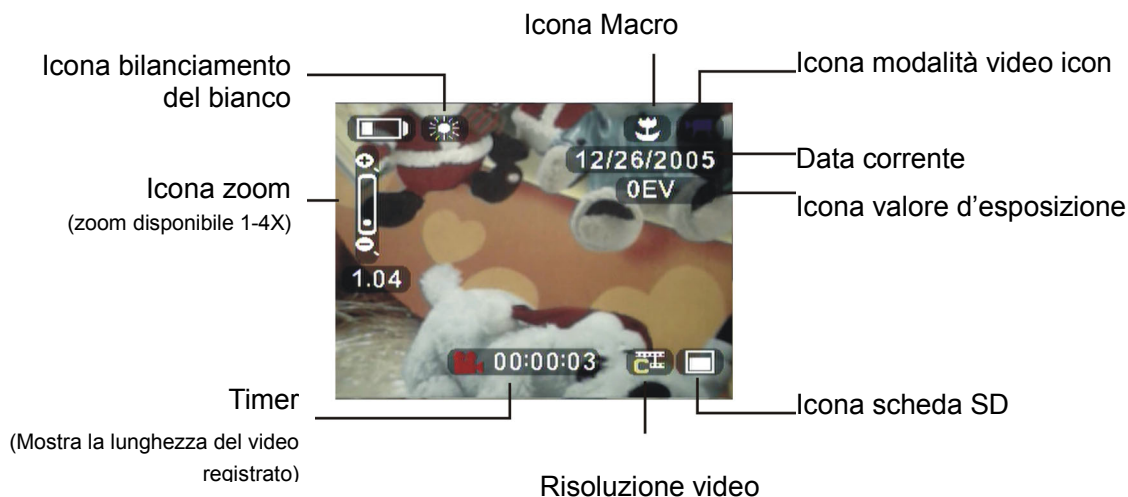 Icona Macro
Icona bilanciamento
del bianco
Icona modalità video icon
12/26/2005
Data corrente
0EV
Icona valore d'esposizione
Icona zoom
(zoom disponibile 1-4X)
1.04
00:00:03
C
Timer
(Mostra la lunghezza del video
registrato)
Icona scheda SD
Risoluzione video